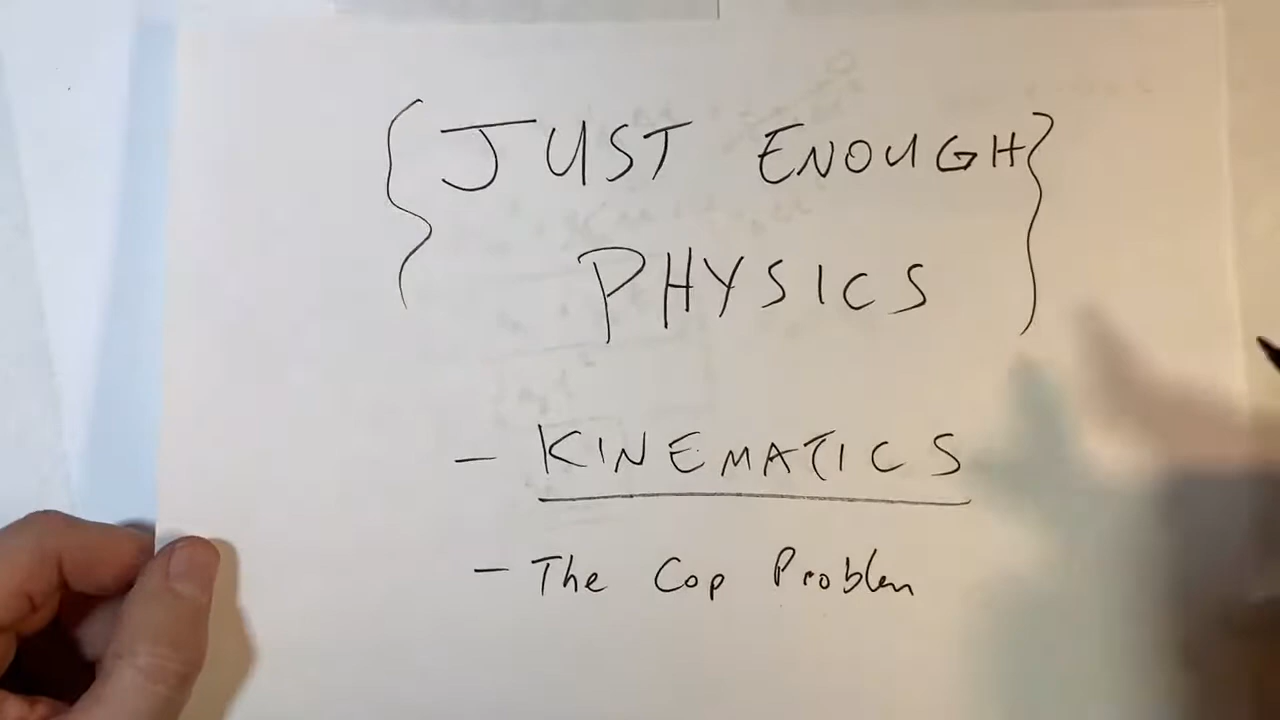 {JUST ENOUGH}
PHYSICS
- KINEMATICS
- The Cop Problem